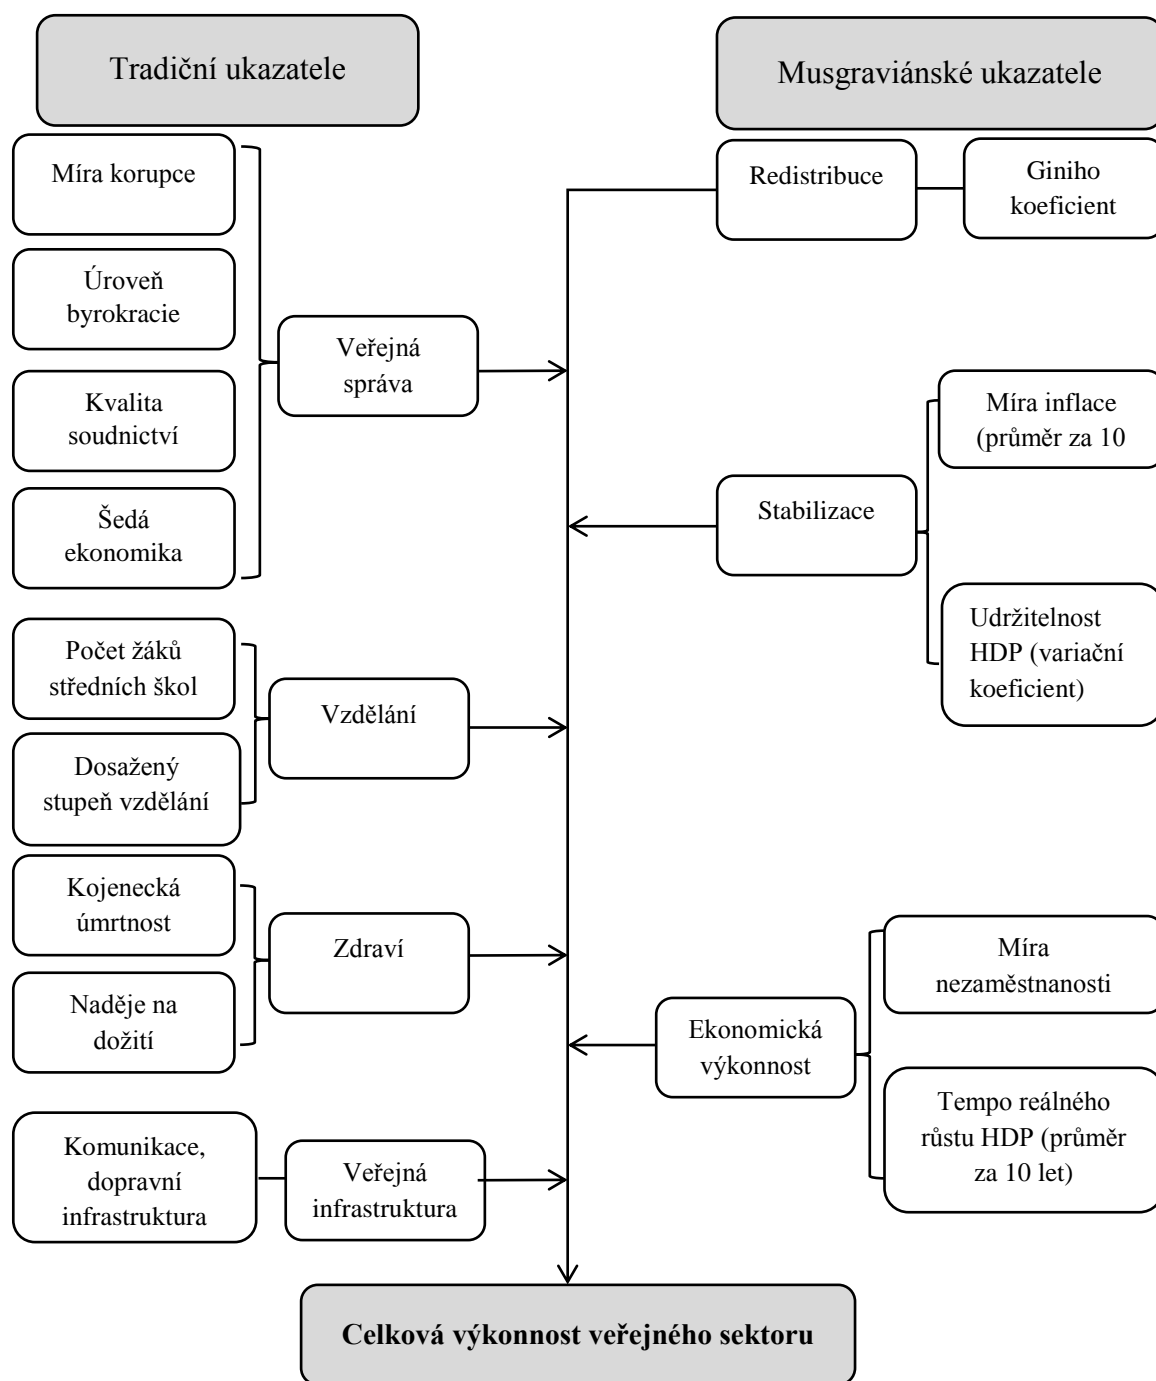 Tradiční ukazatele
Musgraviánské ukazatele
Míra korupce
Redistribuce
Giniho
koeficient
Úroveň
byrokracie
Veřejná
správa
Kvalita
soudnictví
Míra inflace
(průměr za 10
Stabilizace
Šedá
ekonomika
Udržitelnost
HDP (variační
koeficient)
Počet žáků
středních škol
Vzdělání
Dosažený
stupeň vzdělání
Kojenecká
úmrtnost
Zdraví
Míra
nezaměstnanosti
Naděje na
dožití
Ekonomická
výkonnost
Tempo reálného
růstu HDP (průměr
za 10 let)
Komunikace,
dopravní
infrastruktura
Veřejná
infrastruktura
Celková výkonnost veřejného sektoru